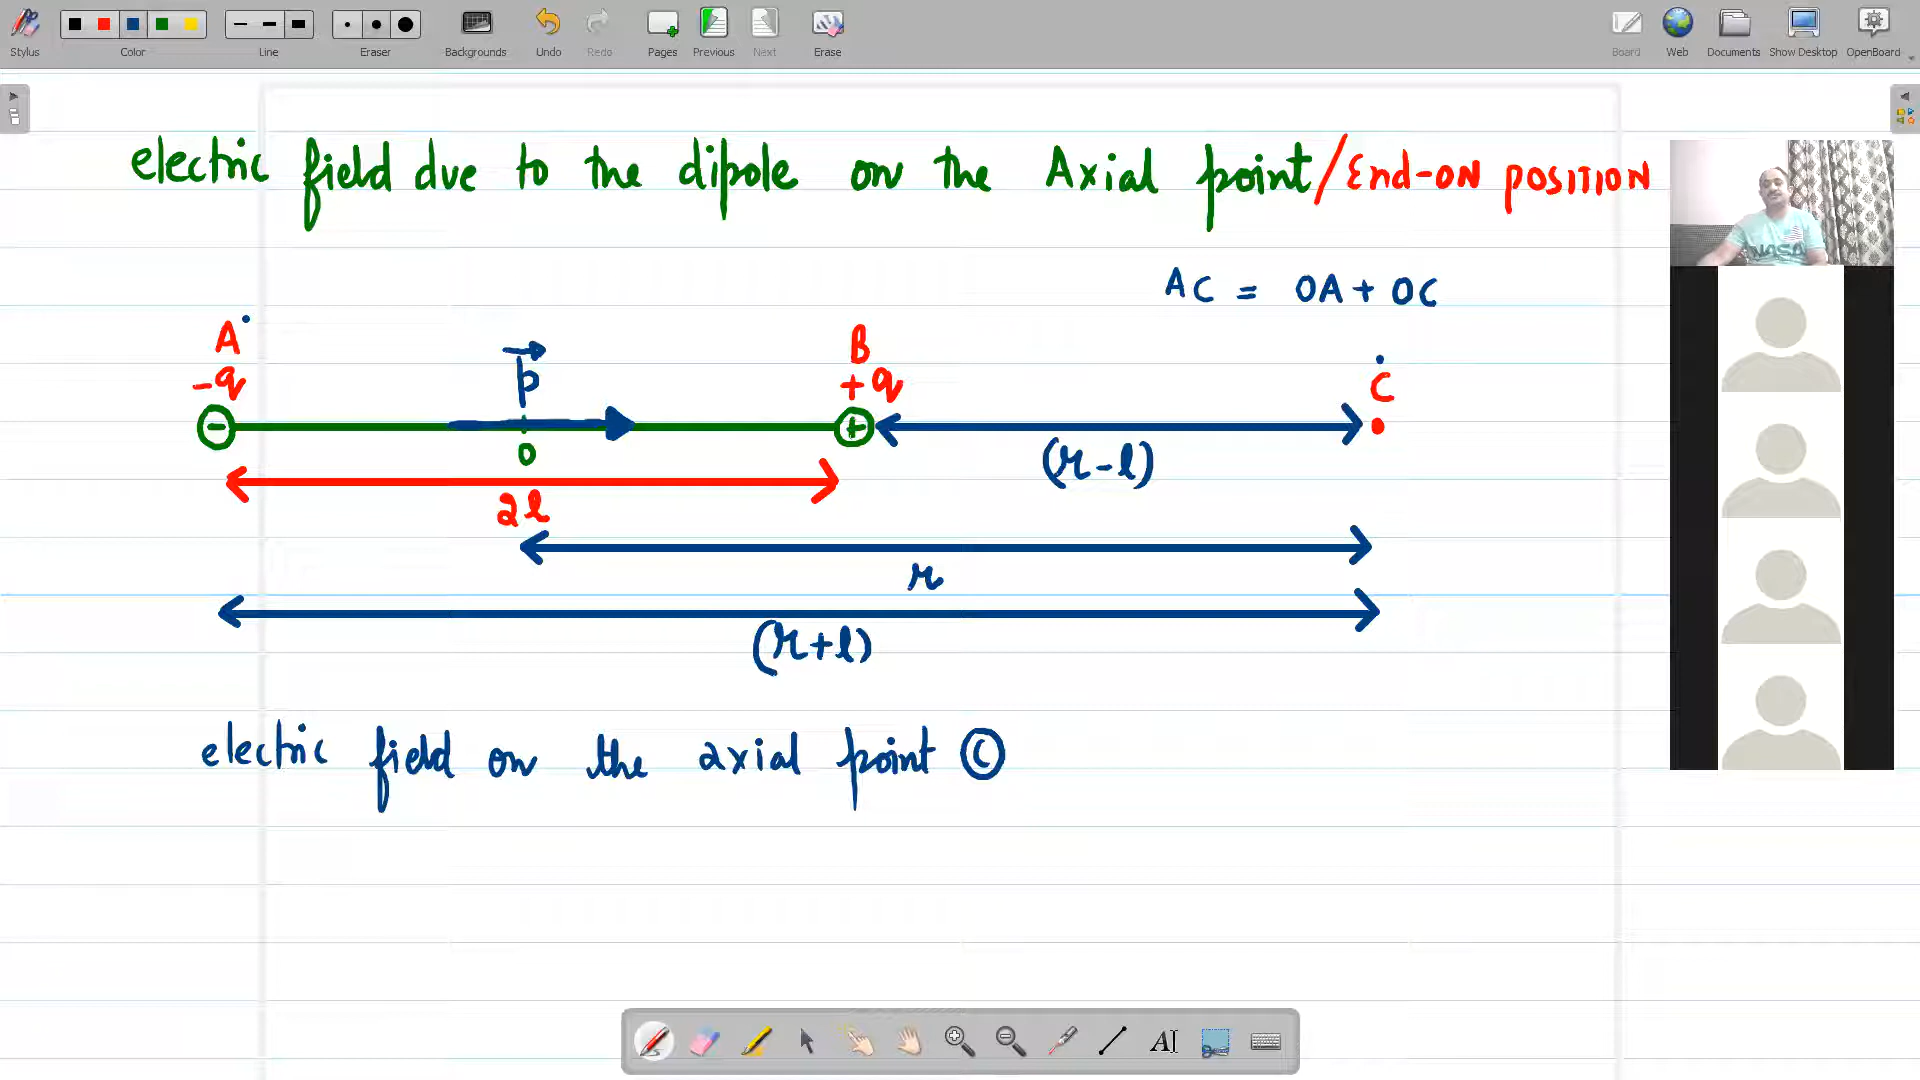 Stylus Color Line Eraser Backgrounds Undo Redo Pages Previous Next Erase Board Web Documents Show Desktop OpenBoard
electric field due to the dipole on the Axial point/End-ON POSITION
AC = OA + OC
A B
p C
-q +q
- +
O (r-l)
2l
r
(r+l)
electric field on the axial point C
NASA
AI